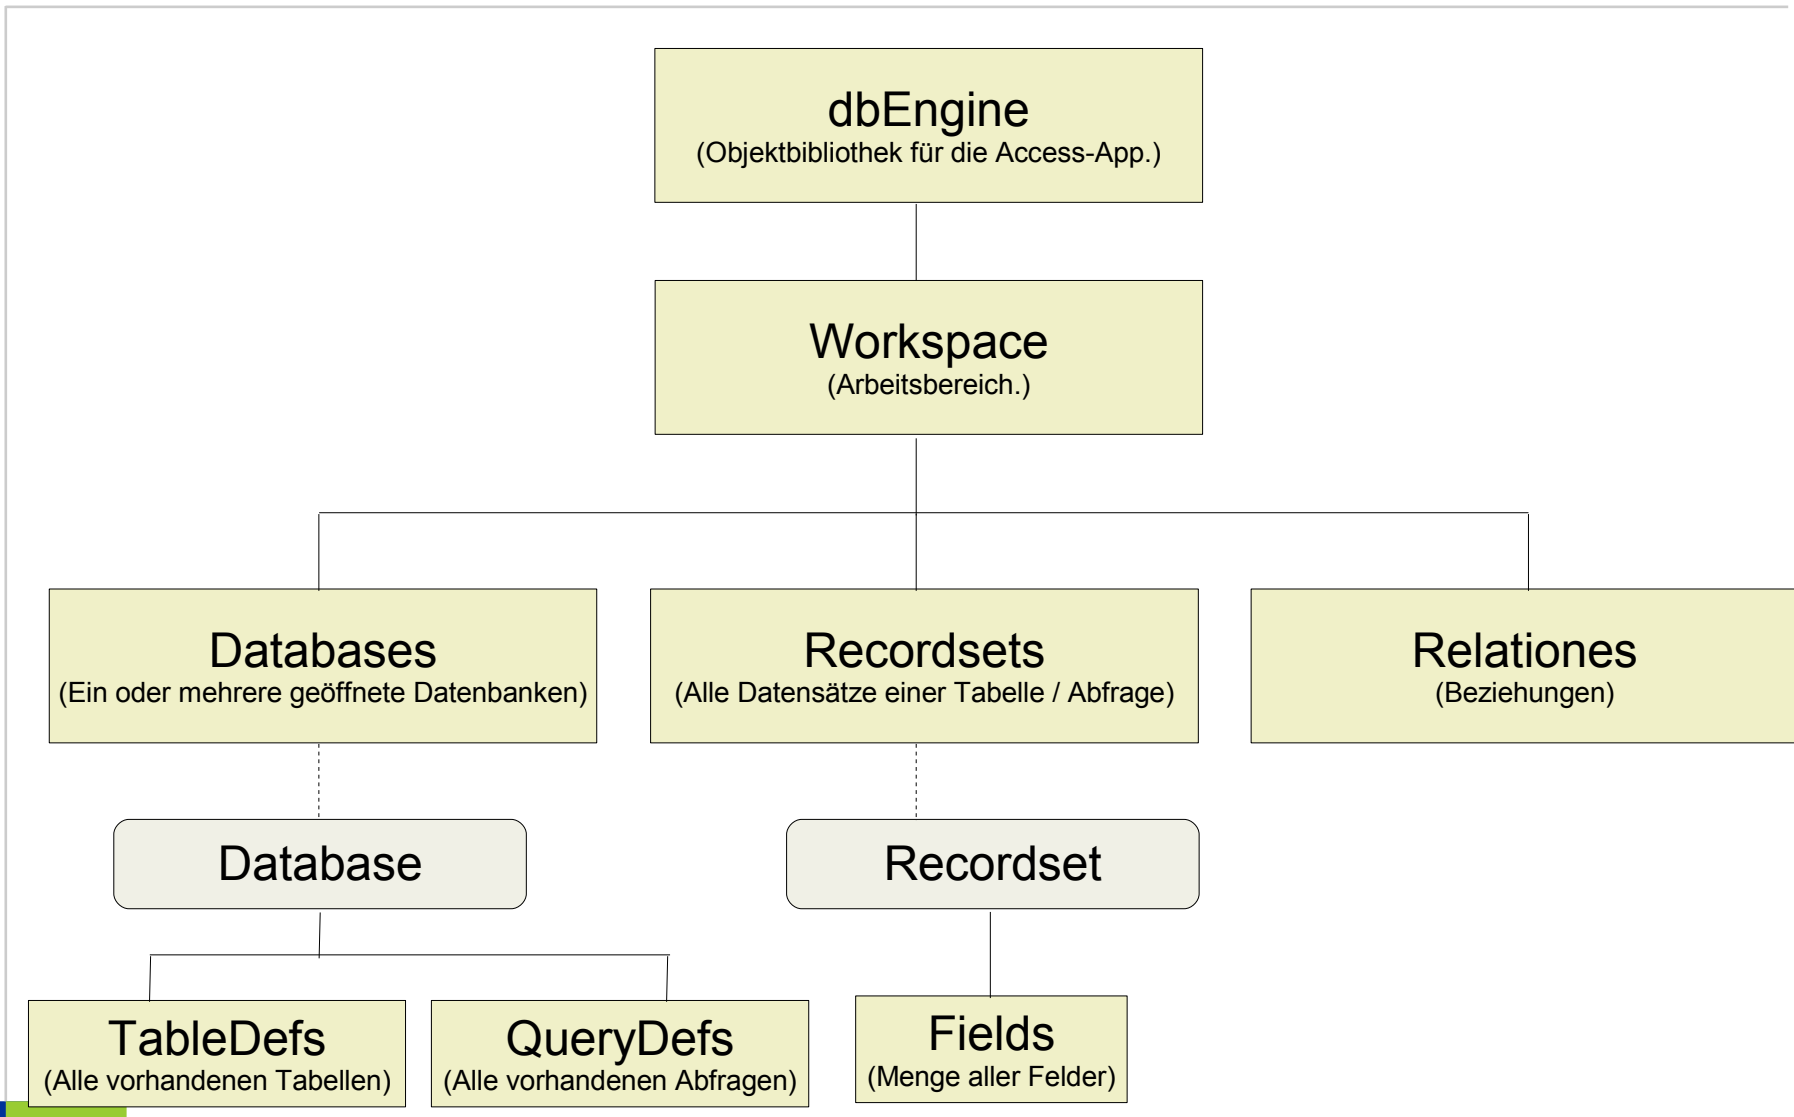 dbEngine
(Objektbibliothek für die Access-App.)
Workspace
(Arbeitsbereich.)
Databases
(Ein oder mehrere geöffnete Datenbanken)
Recordsets
(Alle Datensätze einer Tabelle / Abfrage)
Relationes
(Beziehungen)
Database
Recordset
TableDefs
(Alle vorhandenen Tabellen)
QueryDefs
(Alle vorhandenen Abfragen)
Fields
(Menge aller Felder)